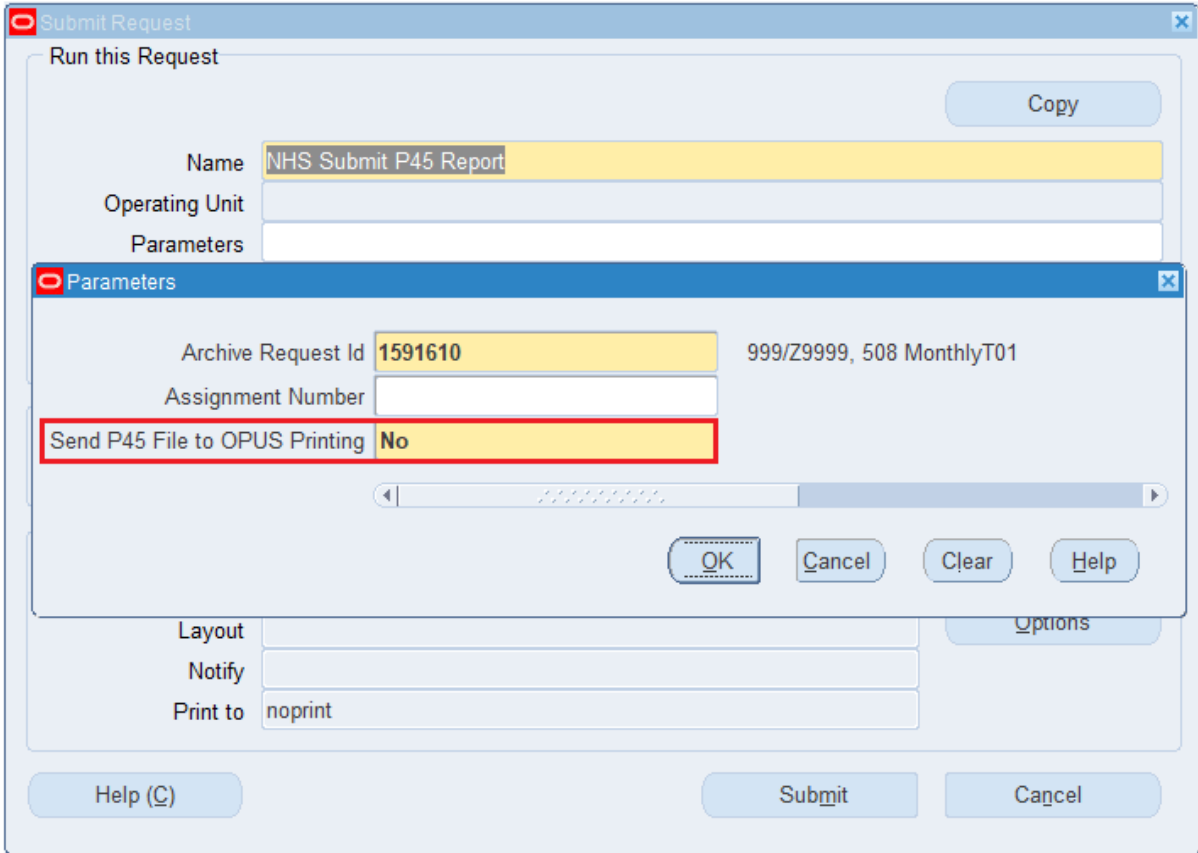 Submit Request
Run this Request
Copy
Name NHS Submit P45 Report
Operating Unit
Parameters
Parameters
Archive Request Id 1591610 999/Z9999, 508 MonthlyT01
Assignment Number
Send P45 File to OPUS Printing No
OK Cancel Clear Help
Layout Options
Notify
Print to noprint
Help (C) Submit Cancel